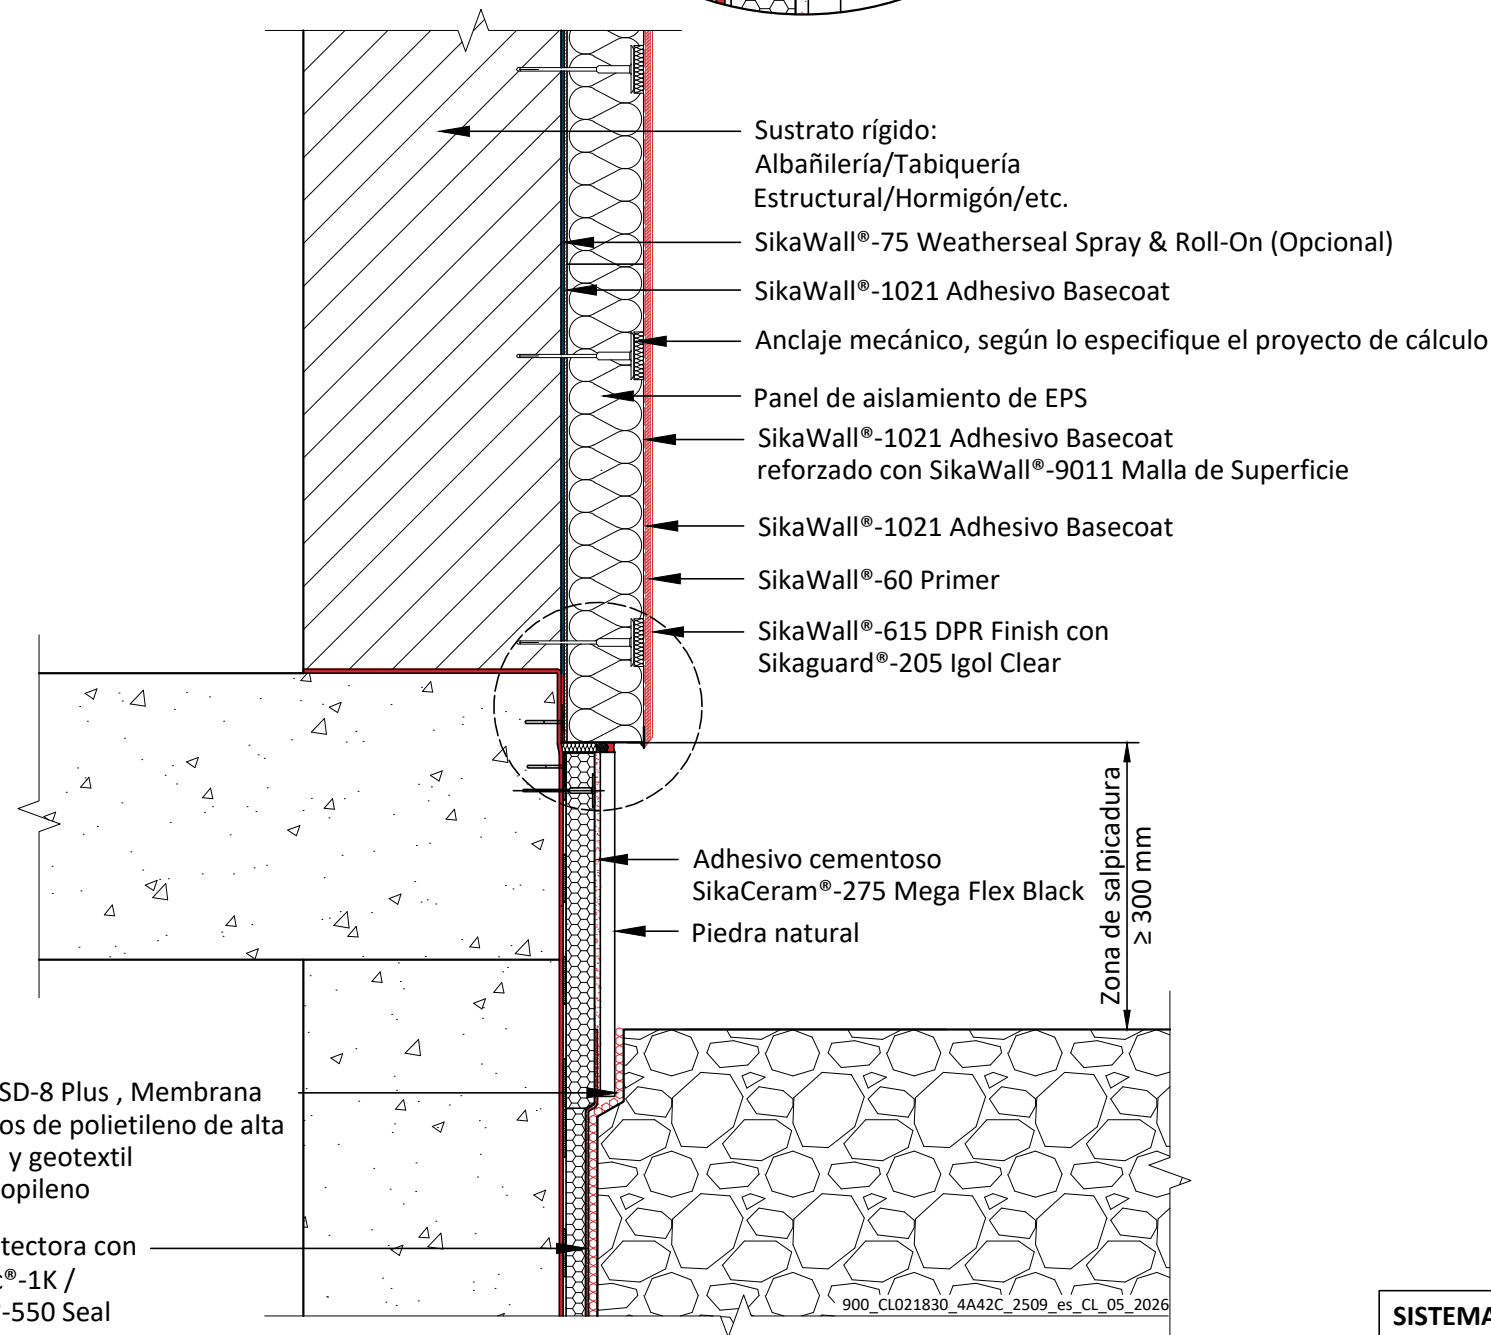 Sustrato rígido:
Albañilería/Tabiquería
Estructural/Hormigón/etc.
SikaWall®-75 Weatherseal Spray & Roll-On (Opcional)
SikaWall®-1021 Adhesivo Basecoat
Anclaje mecánico, según lo especifique el proyecto de cálculo
Panel de aislamiento de EPS
SikaWall®-1021 Adhesivo Basecoat
reforzado con SikaWall®-9011 Malla de Superficie
SikaWall®-1021 Adhesivo Basecoat
SikaWall®-60 Primer
SikaWall®-615 DPR Finish con
Sikaguard®-205 Igol Clear
Zona de salpicadura
≥ 300 mm
Adhesivo cementoso
SikaCeram®-275 Mega Flex Black
Piedra natural
SD-8 Plus , Membrana
os de polietileno de alta
y geotextil
opileno
tectora con
®-1K /
®-550 Seal
900_CL021830_4A42C_2509_es_CL_05_2026
SISTEMA